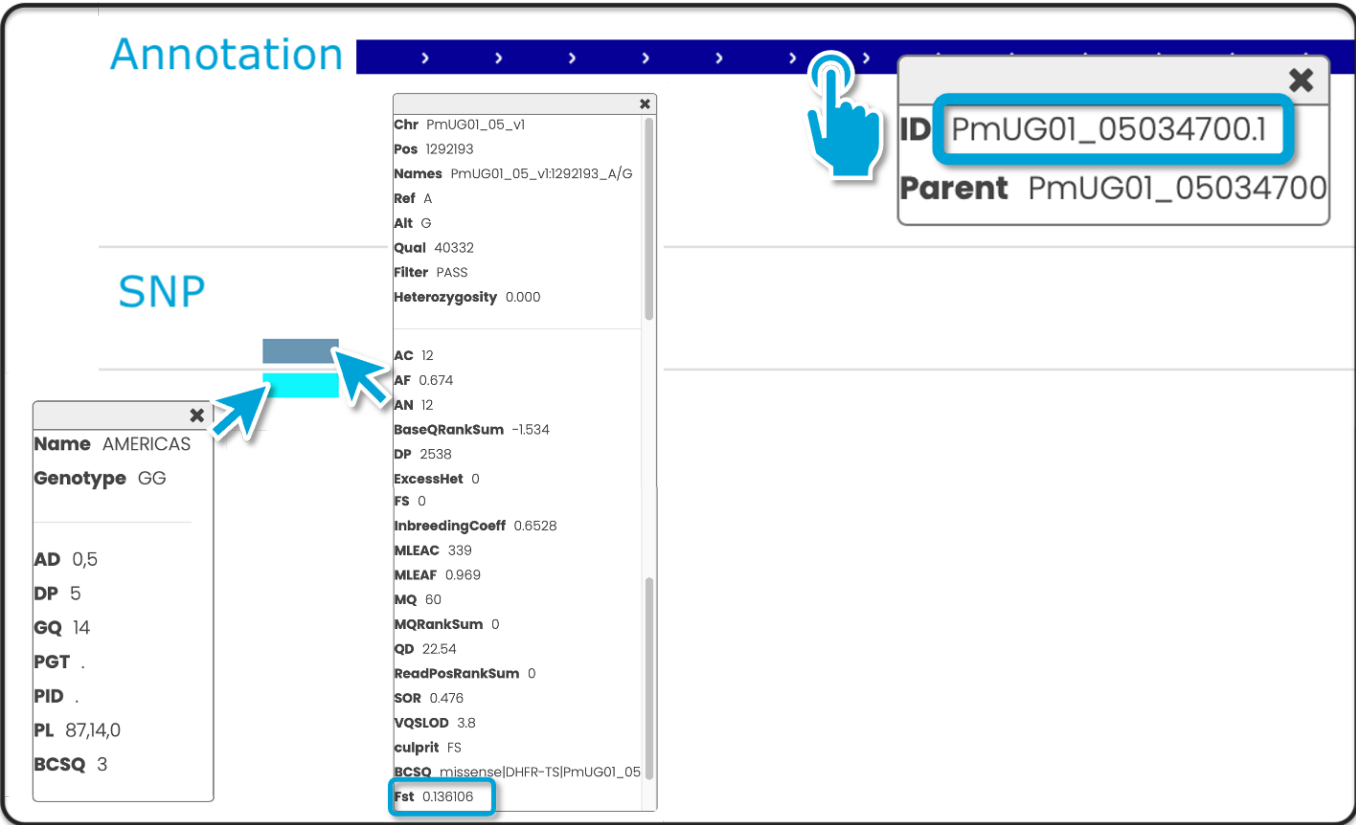 Annotation
ID PmUG01_05034700.1
Parent PmUG01_05034700
Chr PmUG01_05_v1
Pos 1292193
Names PmUG01_05_v1:1292193_A/G
Ref A
Alt G
Qual 40332
Filter PASS
Heterozygosity 0.000
AC 12
AF 0.674
AN 12
BaseQRankSum -1.534
DP 2538
ExcessHet 0
FS 0
InbreedingCoeff 0.6528
MLEAC 339
MLEAF 0.969
MQ 60
MQRankSum 0
QD 22.54
ReadPosRankSum 0
SOR 0.476
VQSLOD 3.8
culprit FS
BCSQ missense|DHFR-TS|PmUG01_05
Fst 0.136106
SNP
Name AMERICAS
Genotype GG
AD 0,5
DP 5
GQ 14
PGT .
PID .
PL 87,14,0
BCSQ 3